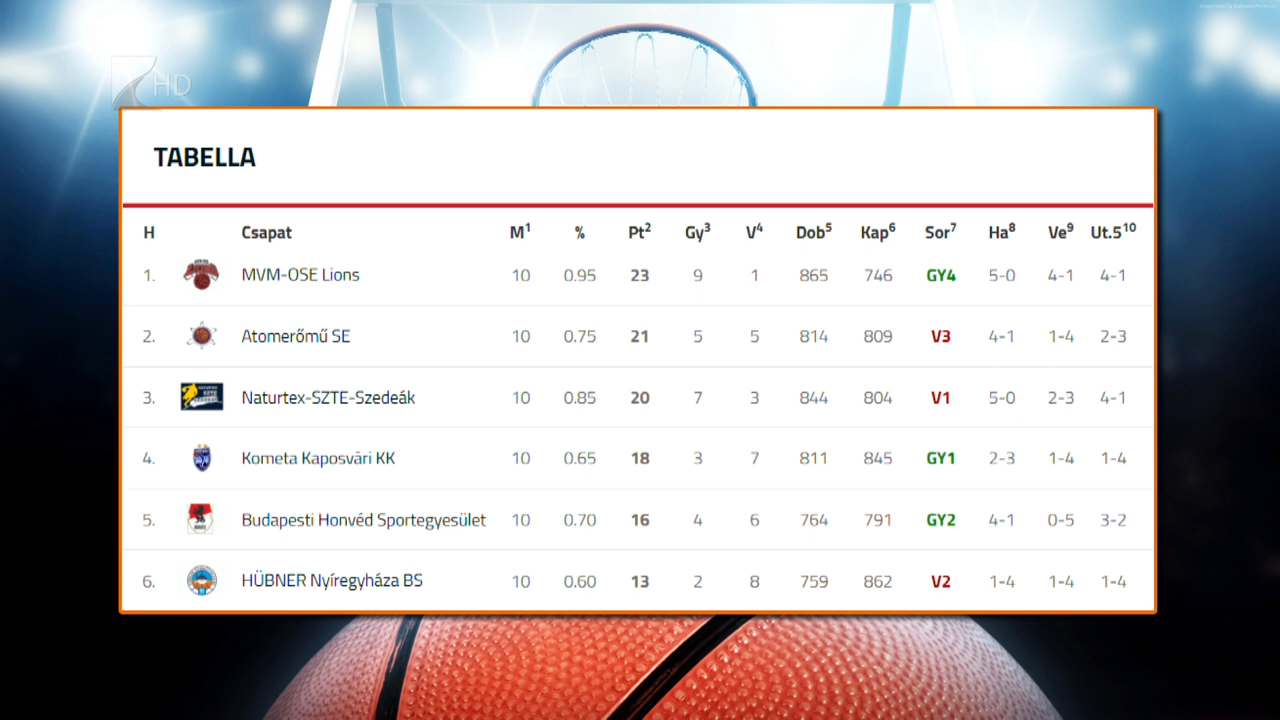 HD
TABELLA
H Csapat M¹ % Pt² Gy³ V⁴ Dob⁵ Kap⁶ Sor⁷ Ha⁸ Ve⁹ Ut.5¹⁰
1. MVM-OSE Lions 10 0.95 23 9 1 865 746 GY4 5-0 4-1 4-1
2. Atomerőmű SE 10 0.75 21 5 5 814 809 V3 4-1 1-4 2-3
3. Naturtex-SZTE-Szedeák 10 0.85 20 7 3 844 804 V1 5-0 2-3 4-1
4. Kometa Kaposvári KK 10 0.65 18 3 7 811 845 GY1 2-3 1-4 1-4
5. Budapesti Honvéd Sportegyesület 10 0.70 16 4 6 764 791 GY2 4-1 0-5 3-2
6. HÜBNER Nyíregyháza BS 10 0.60 13 2 8 759 862 V2 1-4 1-4 1-4